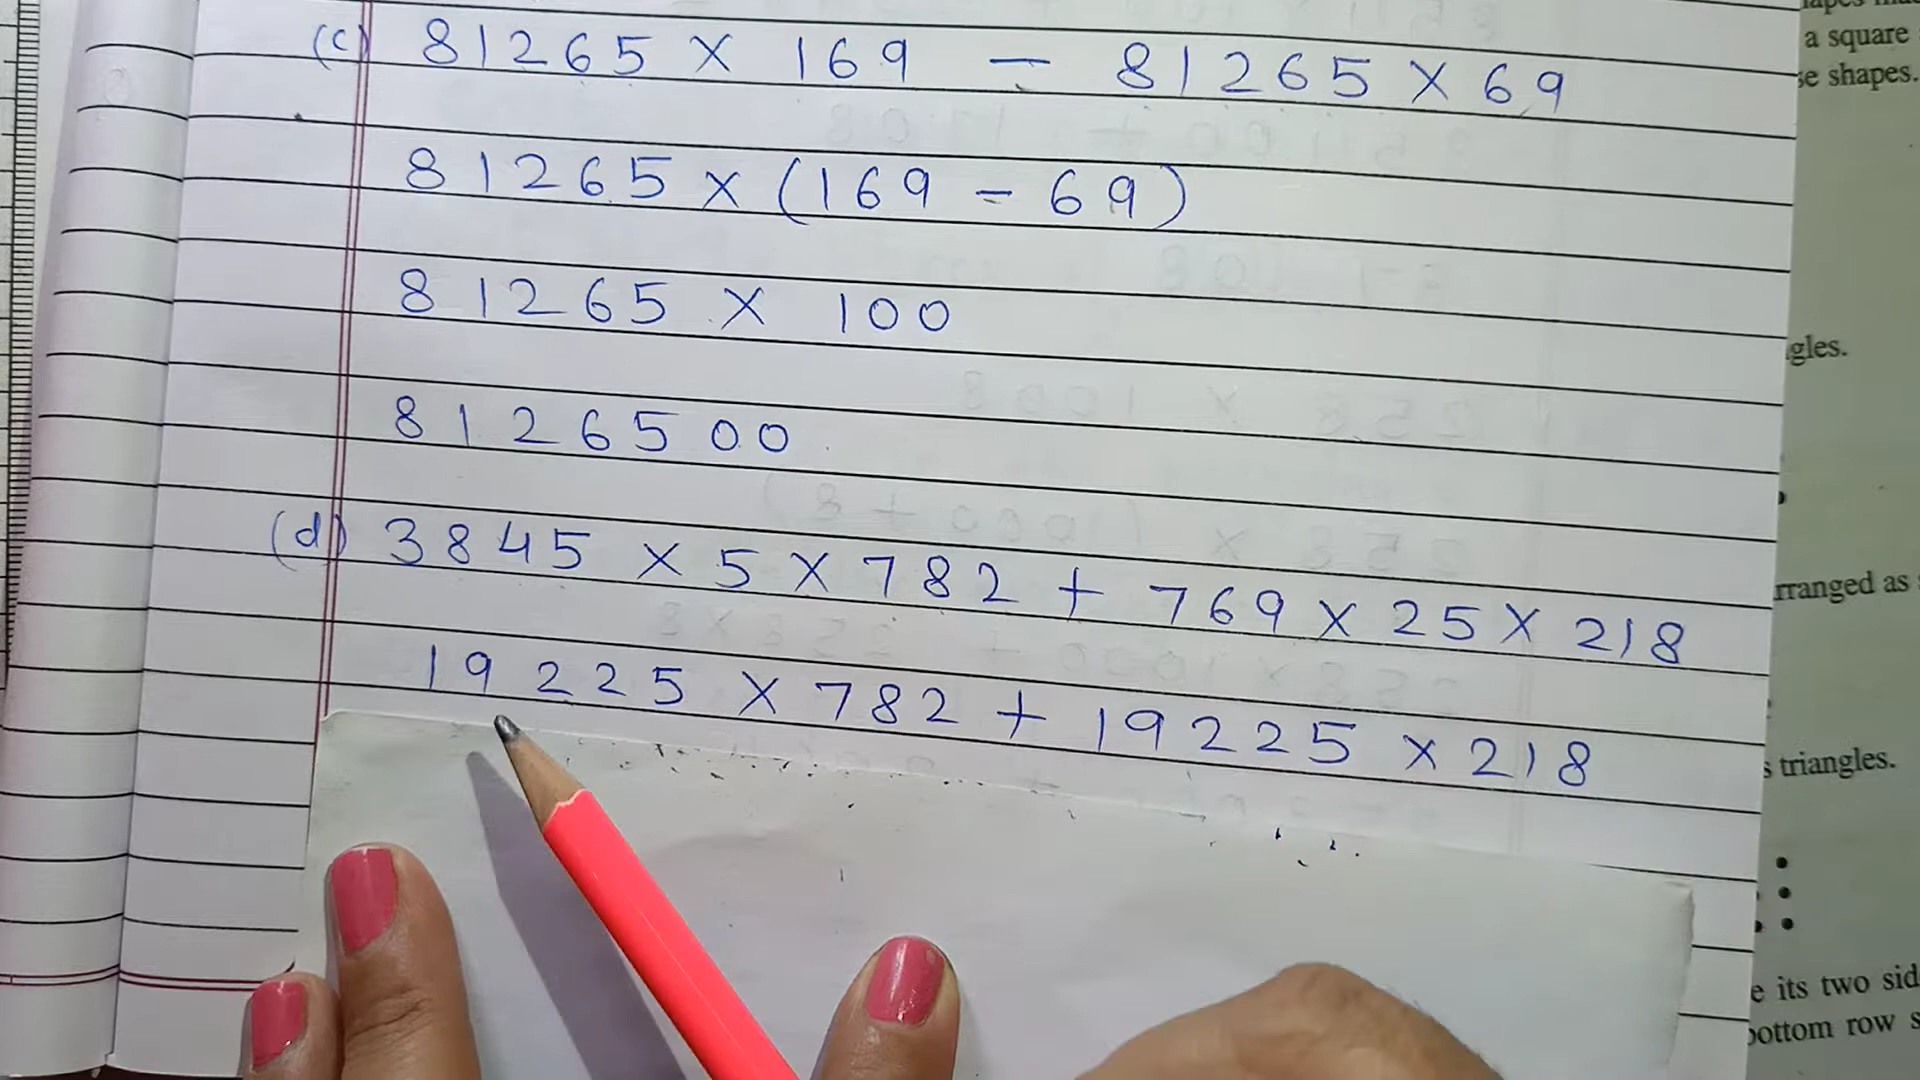 (c) 81265 × 169 - 81265 × 69
81265 × (169 - 69)
81265 × 100
8126500
(d) 3845 × 5 × 782 + 769 × 25 × 218
19225 × 782 + 19225 × 218
a square
se shapes.
gles.
rranged as
s triangles.
e its two sid
bottom row s